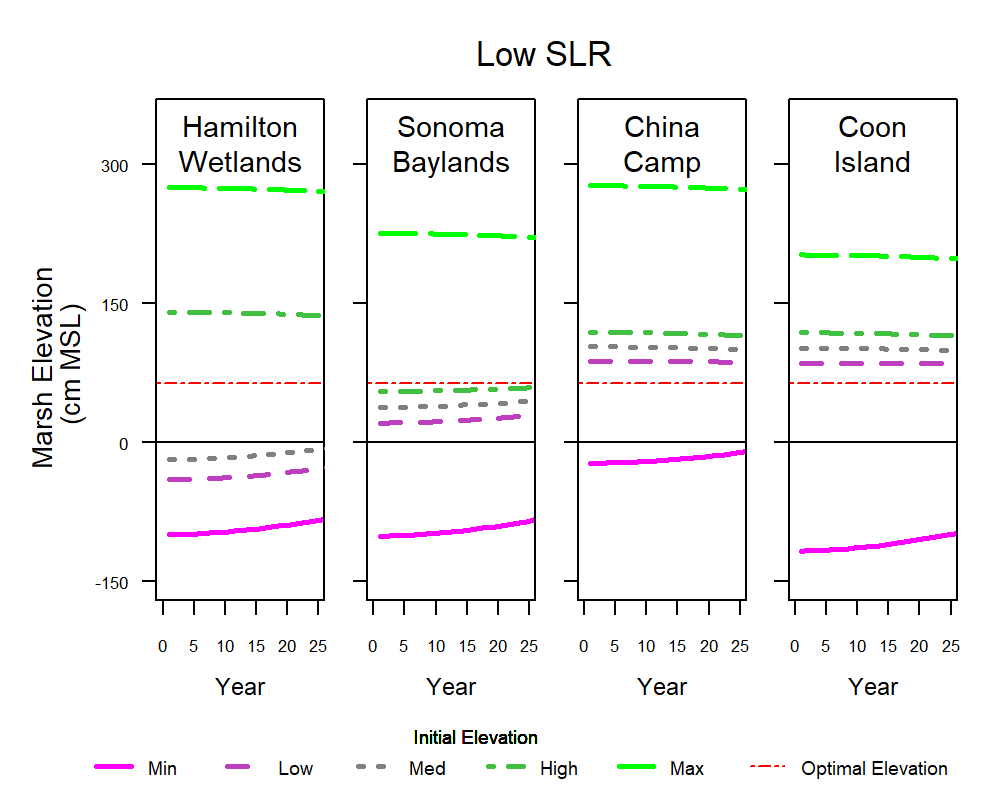 Low SLR
Hamilton
Wetlands
Sonoma
Baylands
China
Camp
Coon
Island
Marsh Elevation
(cm MSL)
300
150
0
-150
0 5 10 15 20 25
0 5 10 15 20 25
0 5 10 15 20 25
0 5 10 15 20 25
Year
Year
Year
Year
Initial Elevation
Min Low Med High Max Optimal Elevation